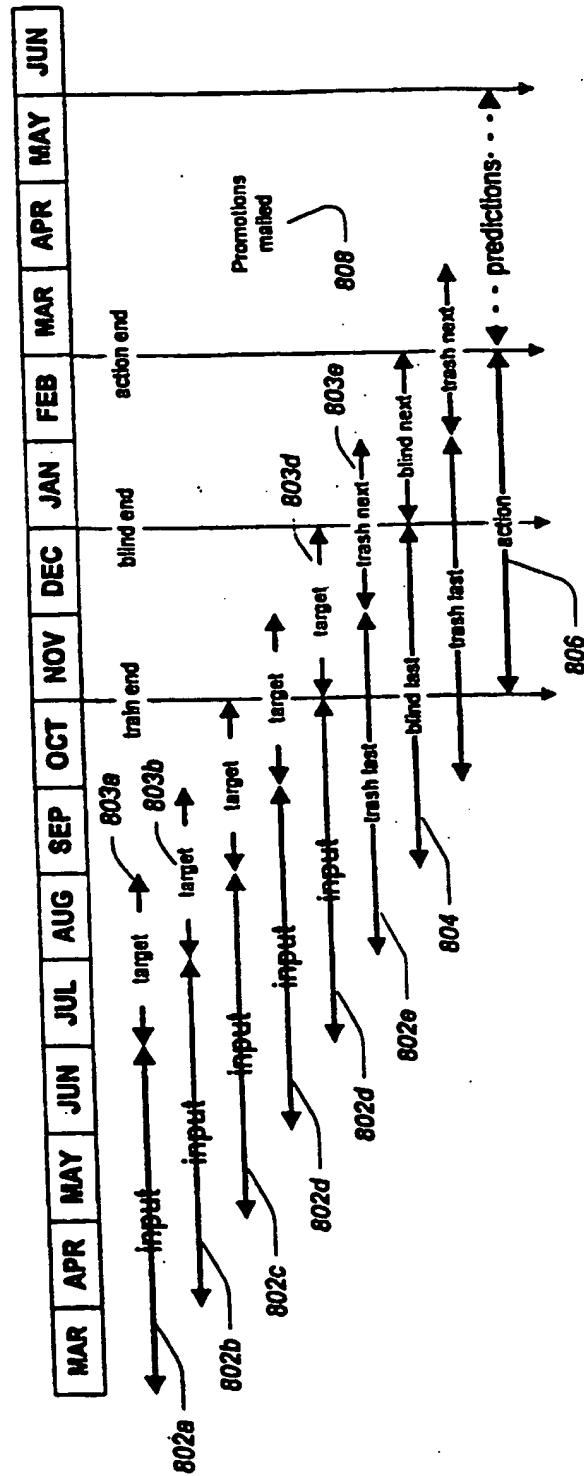 MAR APR MAY JUN JUL AUG SEP OCT NOV DEC JAN FEB MAR APR MAY JUN
train end blind end action end
802a input target 803a
802b input target 803b
802c input target
802d input target
802d input target 803d
802e trash last trash next 803e
804 blind last blind next
trash last trash next
806 action predictions
Promotions
mailed
808